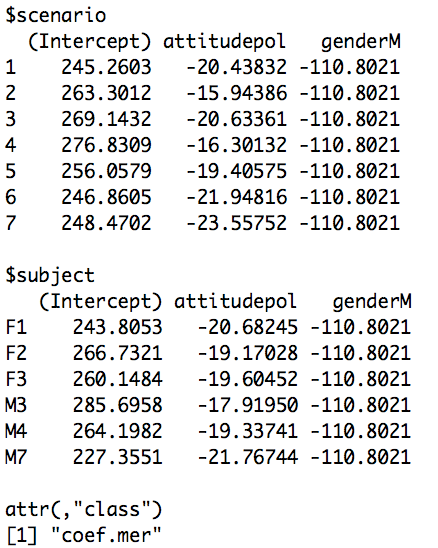 $scenario
  (Intercept) attitudepol   genderM
1    245.2603   -20.43832 -110.8021
2    263.3012   -15.94386 -110.8021
3    269.1432   -20.63361 -110.8021
4    276.8309   -16.30132 -110.8021
5    256.0579   -19.40575 -110.8021
6    246.8605   -21.94816 -110.8021
7    248.4702   -23.55752 -110.8021

$subject
   (Intercept) attitudepol   genderM
F1    243.8053   -20.68245 -110.8021
F2    266.7321   -19.17028 -110.8021
F3    260.1484   -19.60452 -110.8021
M3    285.6958   -17.91950 -110.8021
M4    264.1982   -19.33741 -110.8021
M7    227.3551   -21.76744 -110.8021

attr(,"class")
[1] "coef.mer"